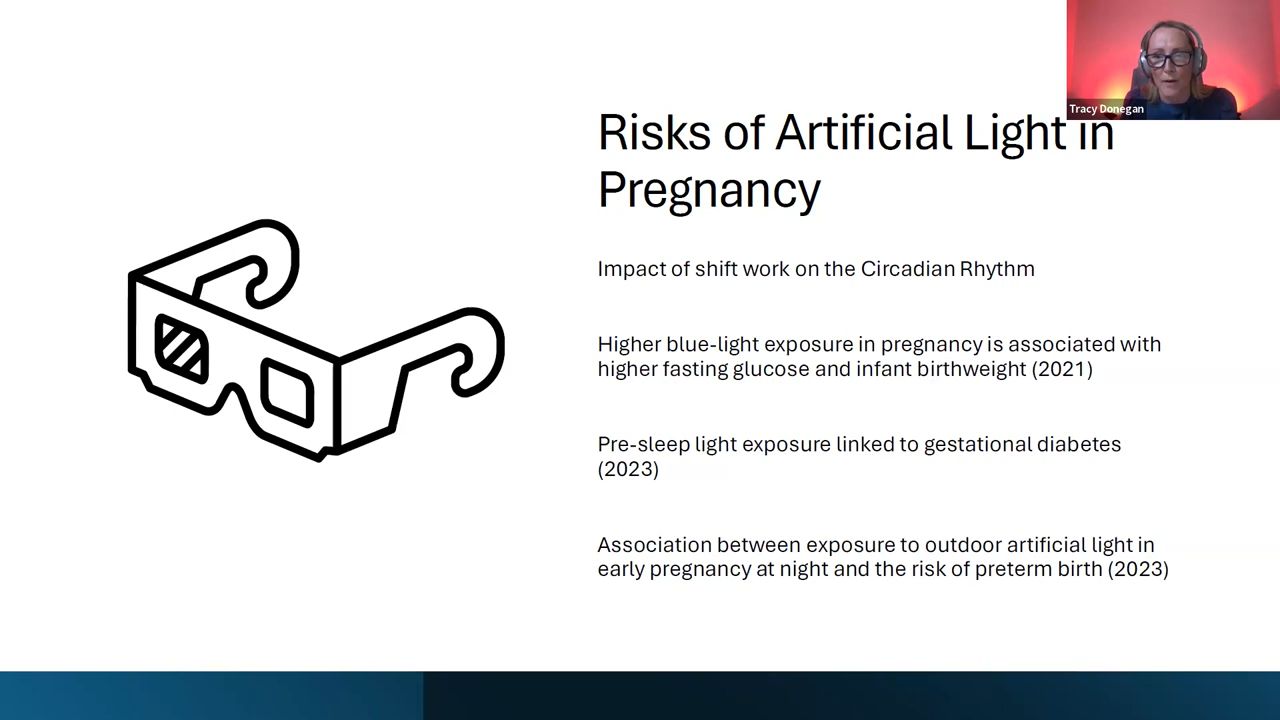 Tracy Donegan
Risks of Artificial Light in
Pregnancy
Impact of shift work on the Circadian Rhythm
Higher blue-light exposure in pregnancy is associated with
higher fasting glucose and infant birthweight (2021)
Pre-sleep light exposure linked to gestational diabetes
(2023)
Association between exposure to outdoor artificial light in
early pregnancy at night and the risk of preterm birth (2023)